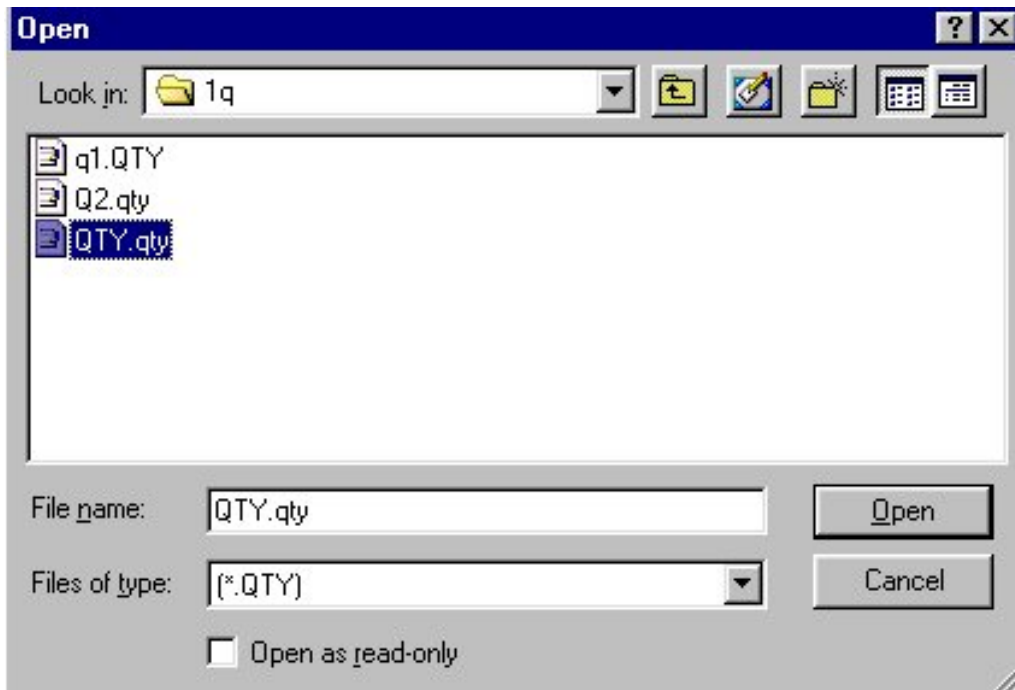 Open
Look in: 1q
q1.QTY
Q2.qty
QTY.qty
File name: QTY.qty Open
Files of type: (*.QTY) Cancel
Open as read-only